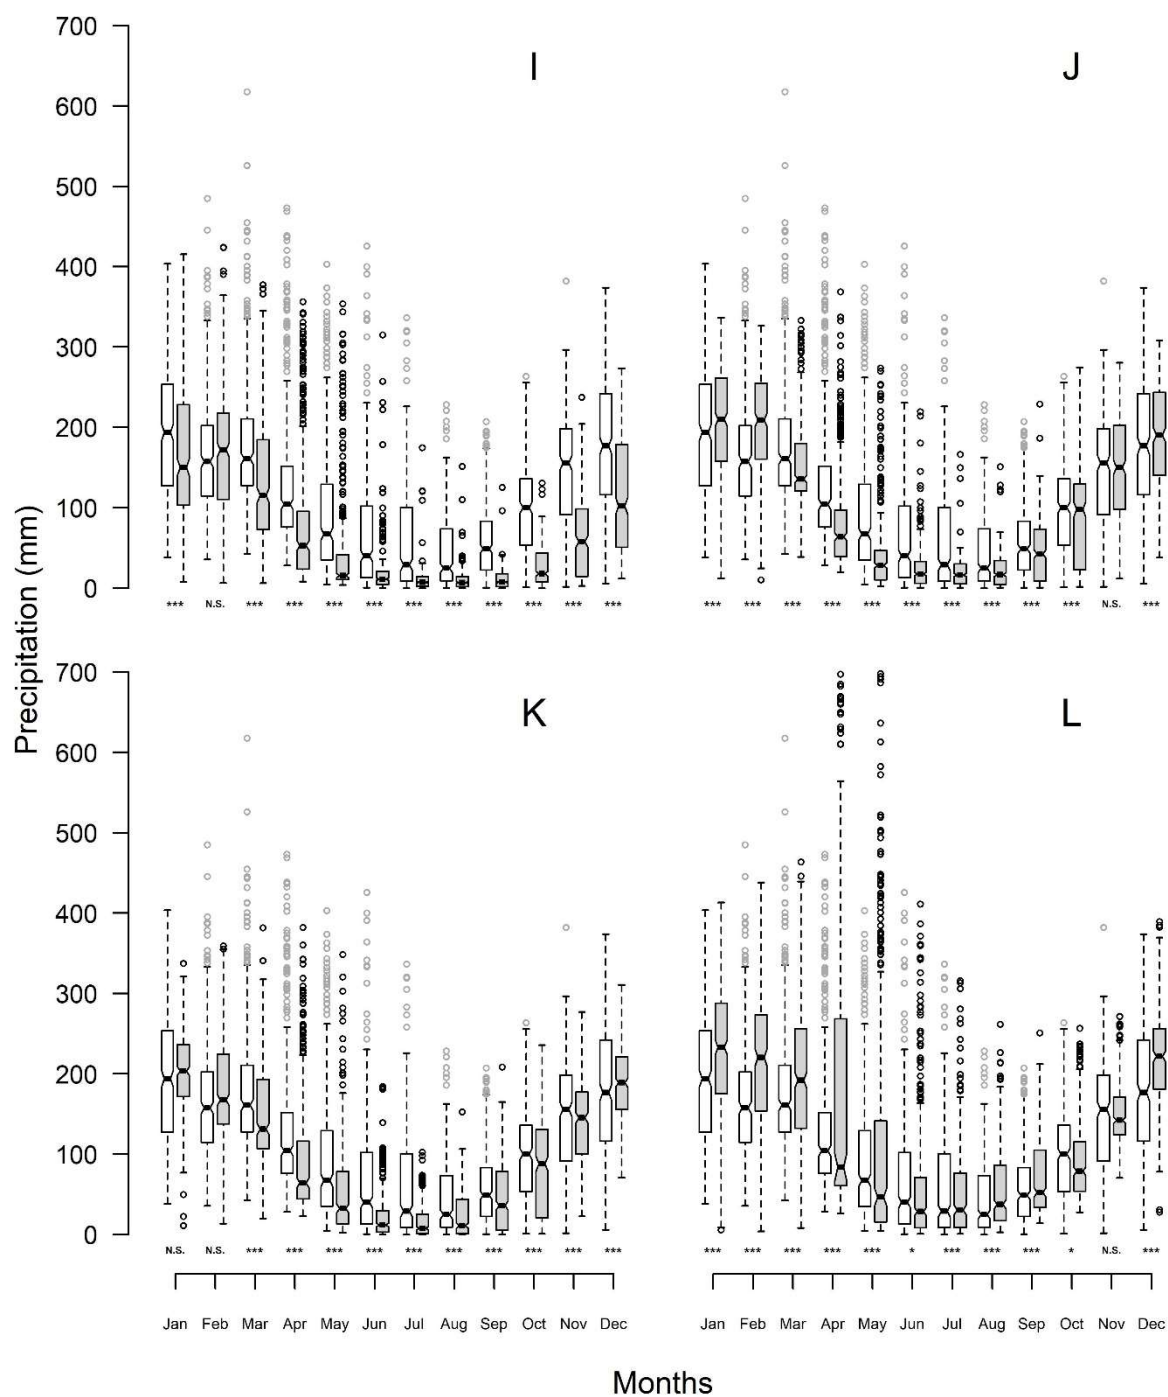 Precipitation (mm)
I
700
600
500
400
300
200
100
0
*** N.S. *** *** *** *** *** *** *** *** *** ***
J
*** *** *** *** *** *** *** *** *** *** N.S. ***
K
700
600
500
400
300
200
100
0
N.S. N.S. *** *** *** *** *** *** *** *** *** ***
L
*** *** *** *** *** * *** *** *** * N.S. ***
Jan Feb Mar Apr May Jun Jul Aug Sep Oct Nov Dec
Jan Feb Mar Apr May Jun Jul Aug Sep Oct Nov Dec
Months